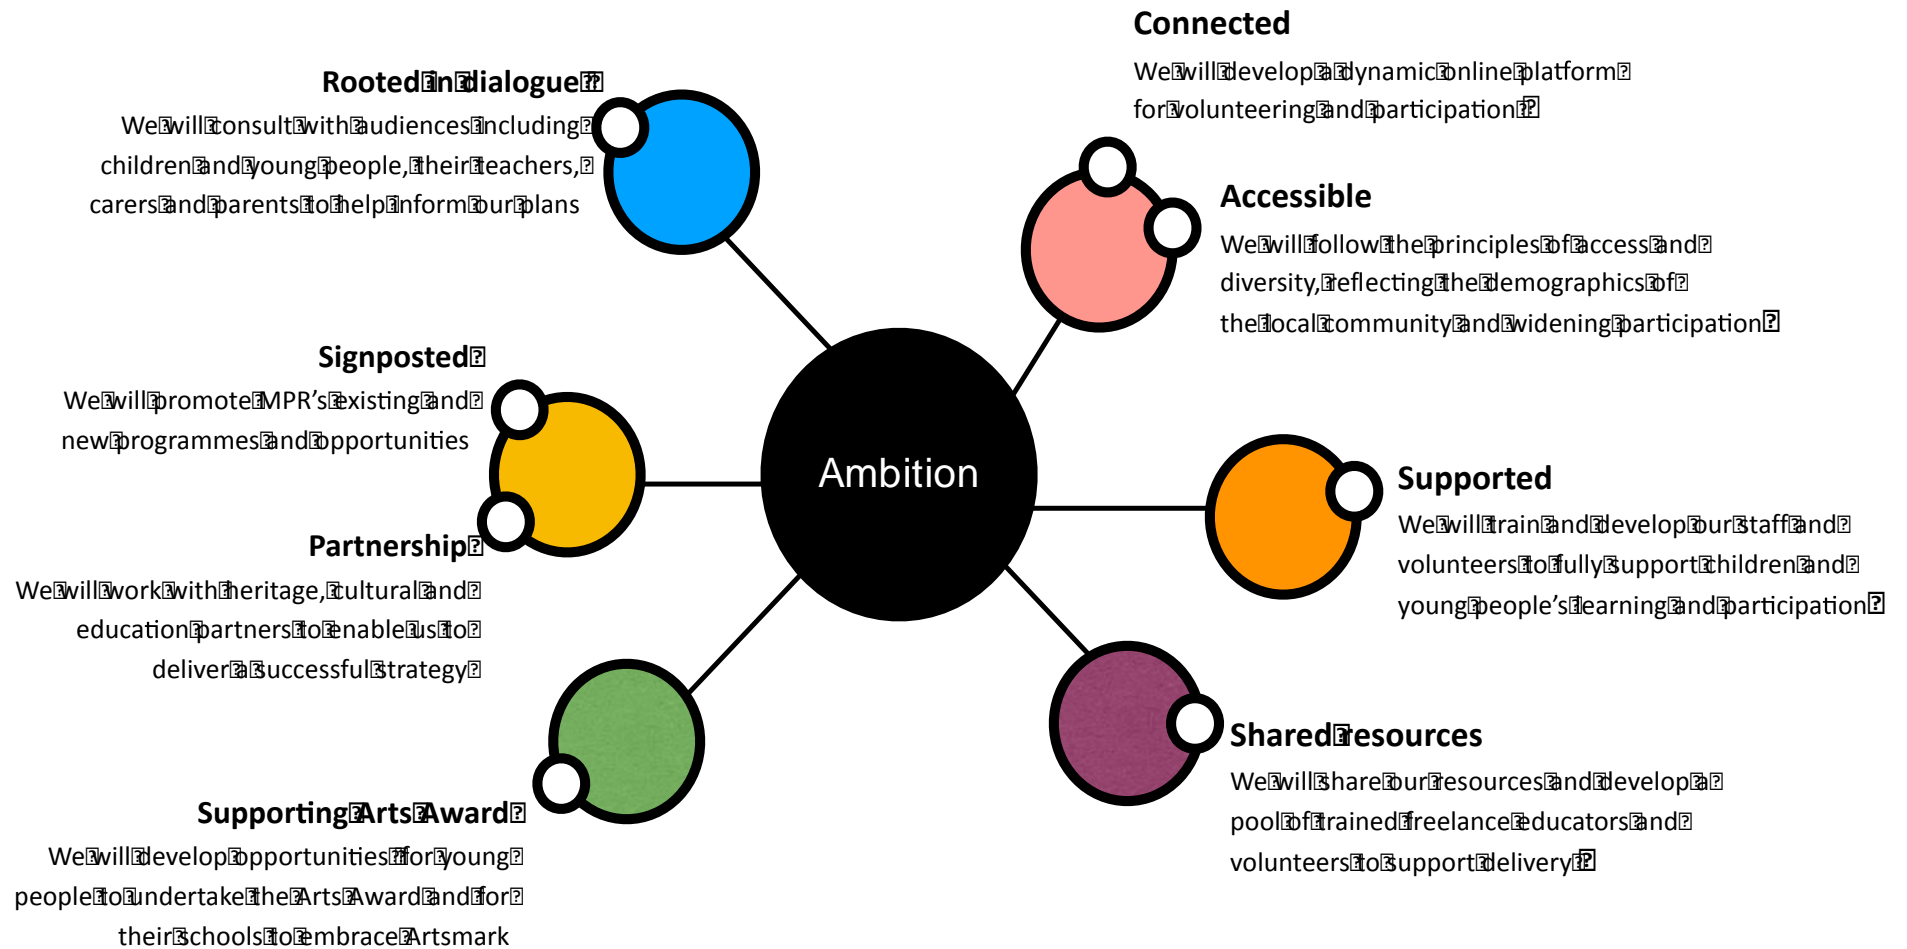 Rooted in dialogue
We will consult with audiences including
children and young people, their teachers,
carers and parents to help inform our plans
Signposted
We will promote MPR’s existing and
new programmes and opportunities
Partnership
We will work with heritage, cultural and
education partners to enable us to
deliver a successful strategy
Supporting Arts Award
We will develop opportunities for young
people to undertake the Arts Award and for
their schools to embrace Artsmark
Ambition
Connected
We will develop a dynamic online platform
for volunteering and participation
Accessible
We will follow the principles of access and
diversity, reflecting the demographics of
the local community and widening participation
Supported
We will train and develop our staff and
volunteers to fully support children and
young people’s learning and participation
Shared resources
We will share our resources and develop a
pool of trained freelance educators and
volunteers to support delivery